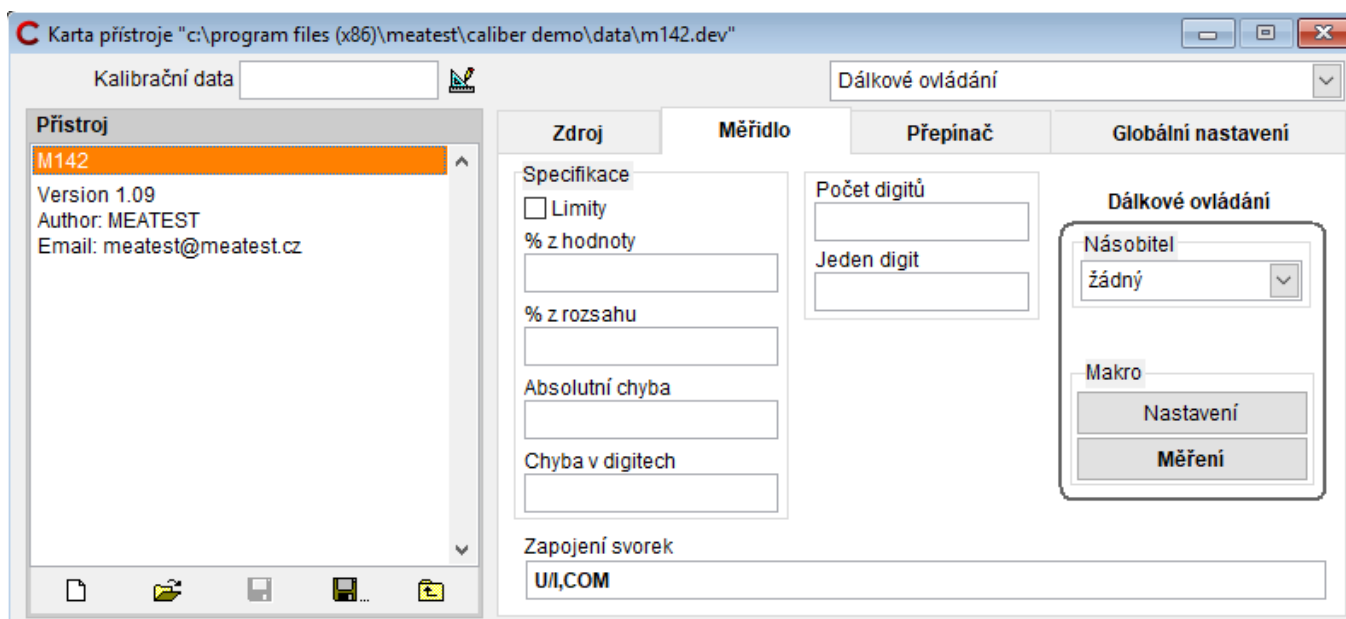 Karta přístroje "c:\program files (x86)\meatest\caliber demo\data\m142.dev"
Kalibrační data
Dálkové ovládání
Přístroj
M142
Version 1.09
Author: MEATEST
Email: meatest@meatest.cz
Zdroj
Měřidlo
Přepínač
Globální nastavení
Specifikace
Limity
% z hodnoty
% z rozsahu
Absolutní chyba
Chyba v digitech
Počet digitů
Jeden digit
Dálkové ovládání
Násobitel
žádný
Makro
Nastavení
Měření
Zapojení svorek
U/I,COM